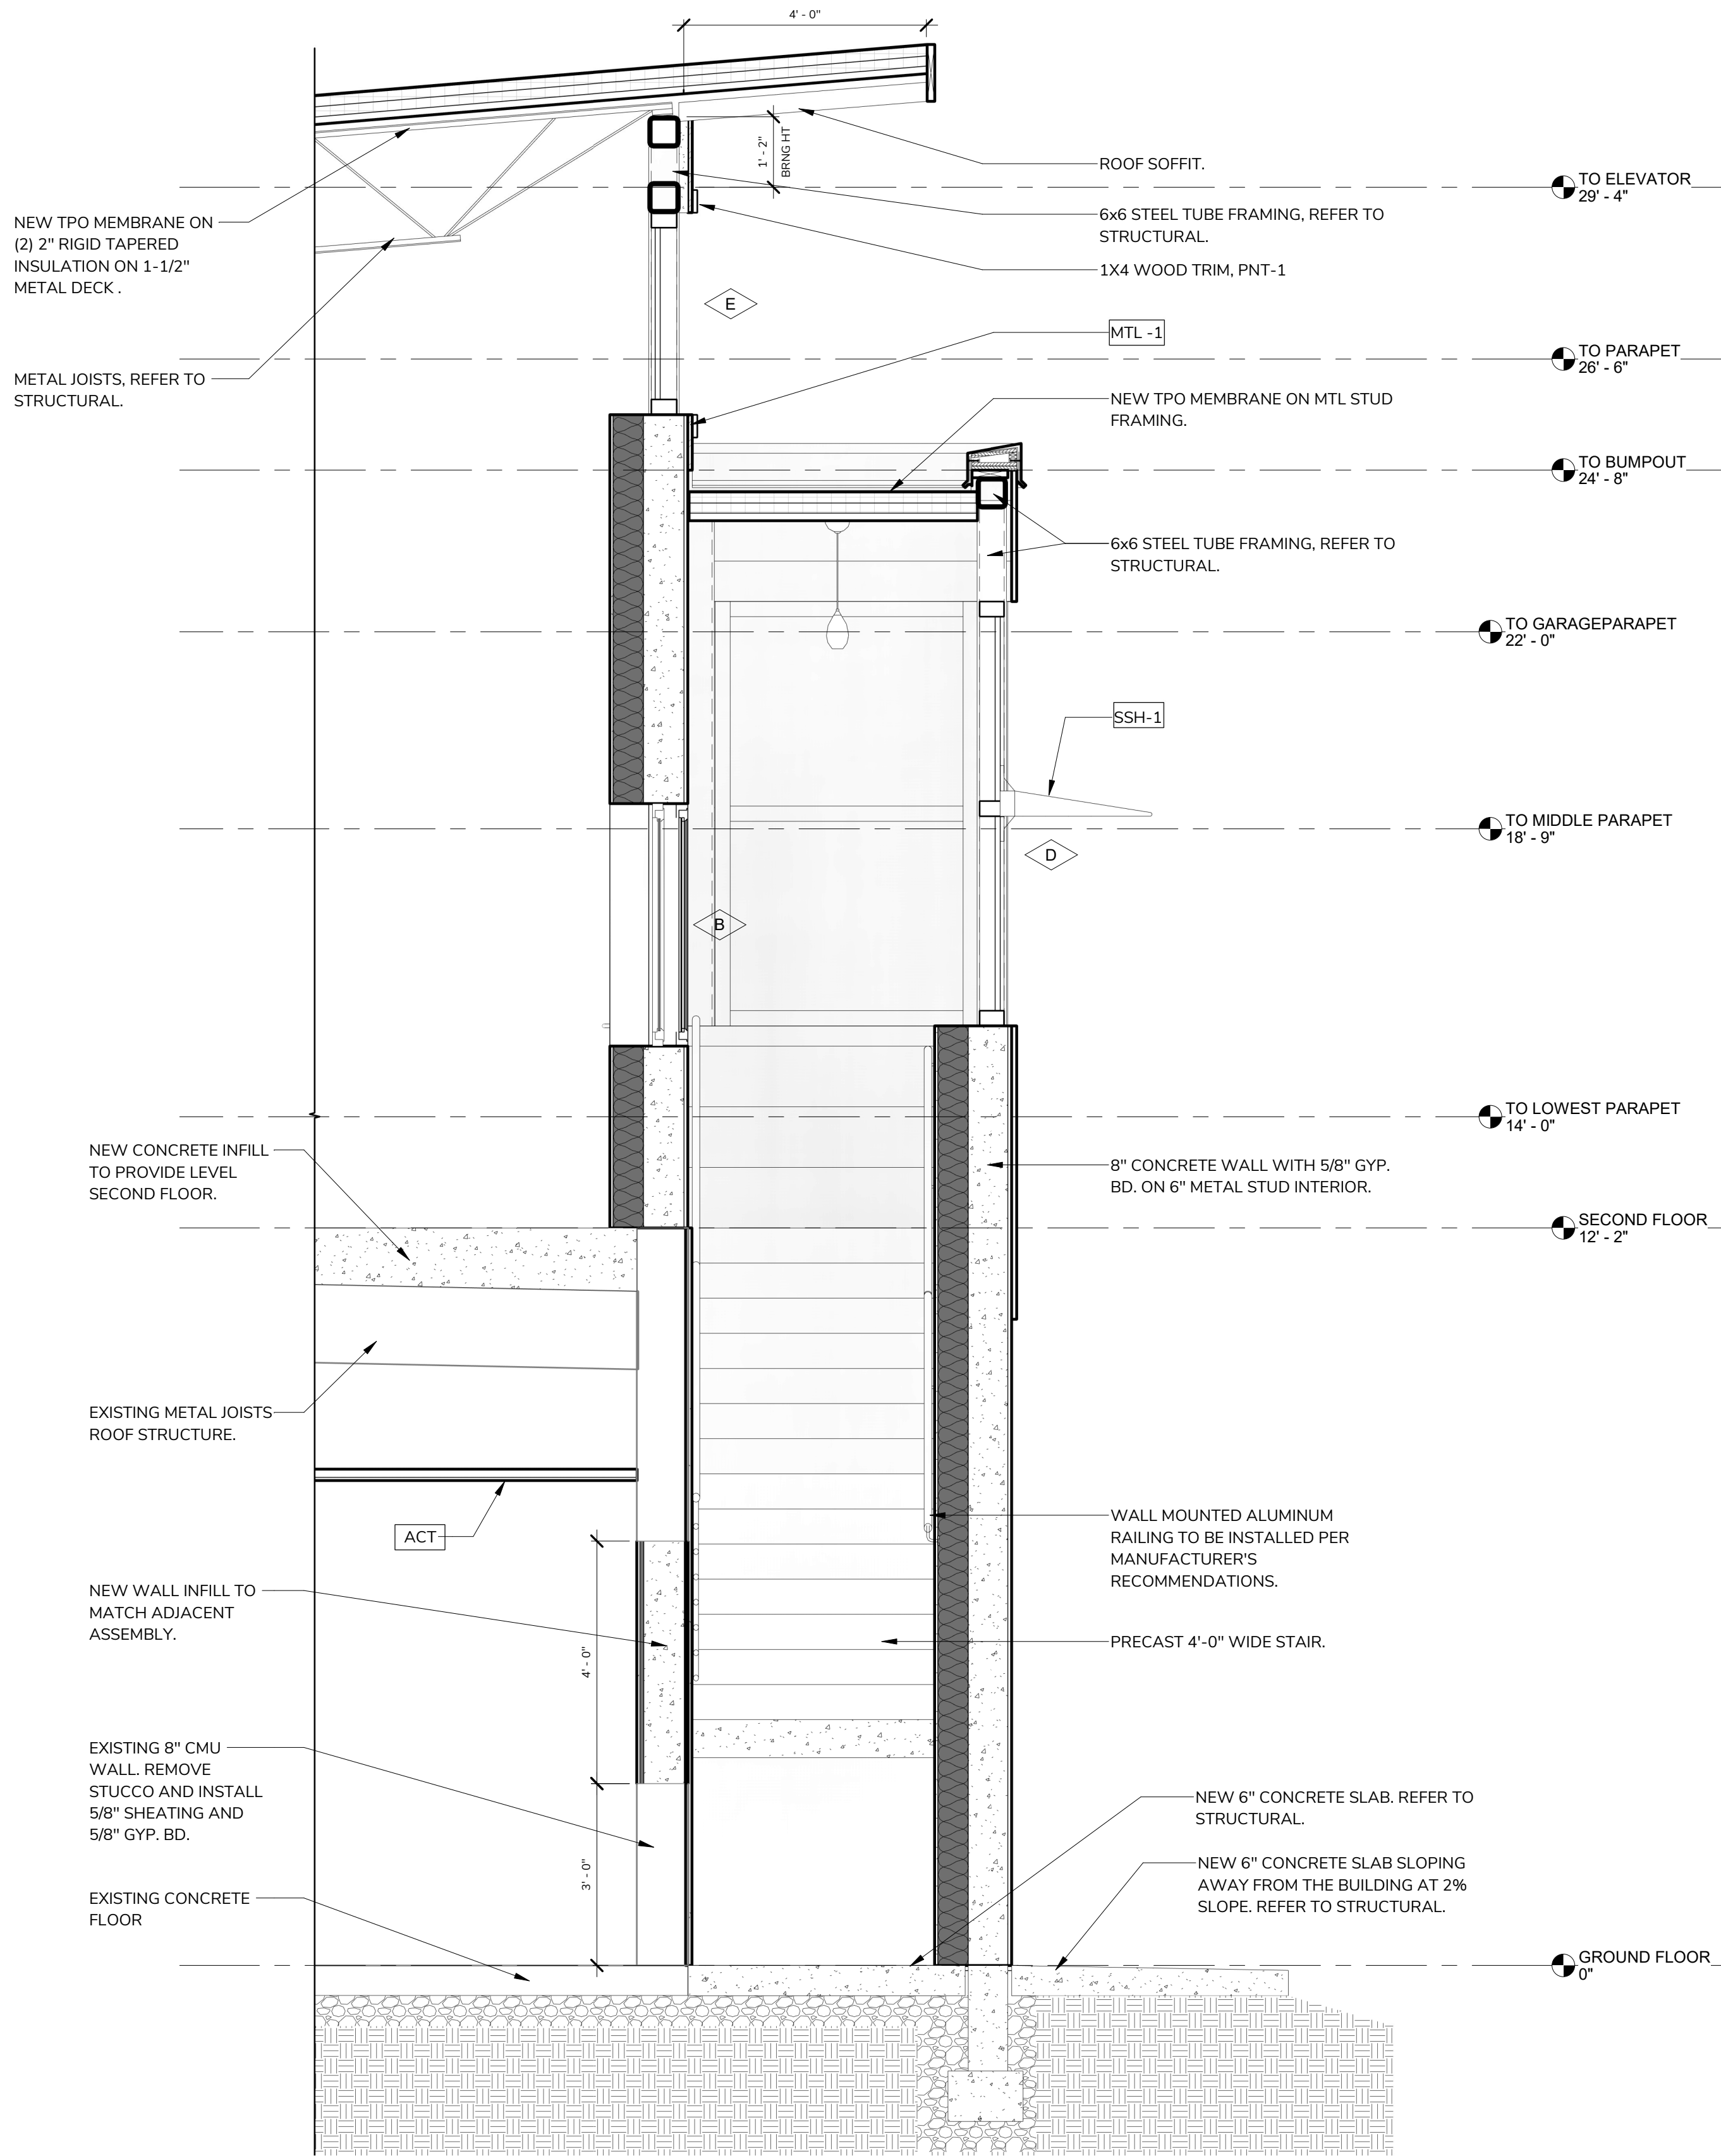 4' - 0"
1' - 2"
BRNG HT
ROOF SOFFIT.
TO ELEVATOR
29' - 4"
NEW TPO MEMBRANE ON
(2) 2" RIGID TAPERED
INSULATION ON 1-1/2"
METAL DECK .
6x6 STEEL TUBE FRAMING, REFER TO
STRUCTURAL.
1X4 WOOD TRIM, PNT-1
E
MTL -1
TO PARAPET
26' - 6"
METAL JOISTS, REFER TO
STRUCTURAL.
NEW TPO MEMBRANE ON MTL STUD
FRAMING.
TO BUMPOUT
24' - 8"
6x6 STEEL TUBE FRAMING, REFER TO
STRUCTURAL.
TO GARAGEPARAPET
22' - 0"
SSH-1
TO MIDDLE PARAPET
18' - 9"
D
B
TO LOWEST PARAPET
14' - 0"
NEW CONCRETE INFILL
TO PROVIDE LEVEL
SECOND FLOOR.
8" CONCRETE WALL WITH 5/8" GYP.
BD. ON 6" METAL STUD INTERIOR.
SECOND FLOOR
12' - 2"
EXISTING METAL JOISTS
ROOF STRUCTURE.
ACT
WALL MOUNTED ALUMINUM
RAILING TO BE INSTALLED PER
MANUFACTURER'S
RECOMMENDATIONS.
NEW WALL INFILL TO
MATCH ADJACENT
ASSEMBLY.
4' - 0"
PRECAST 4'-0" WIDE STAIR.
EXISTING 8" CMU
WALL. REMOVE
STUCCO AND INSTALL
5/8" SHEATING AND
5/8" GYP. BD.
3' - 0"
NEW 6" CONCRETE SLAB. REFER TO
STRUCTURAL.
NEW 6" CONCRETE SLAB SLOPING
AWAY FROM THE BUILDING AT 2%
SLOPE. REFER TO STRUCTURAL.
EXISTING CONCRETE
FLOOR
GROUND FLOOR
0"